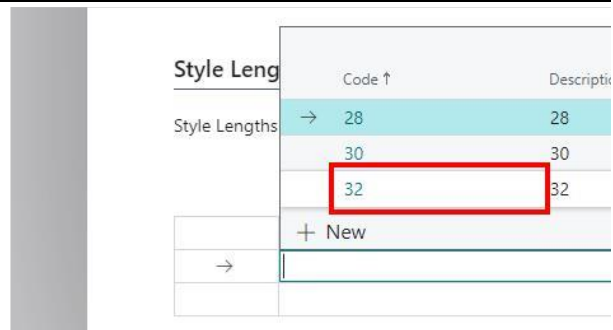 Style Leng
Code ↑ Descriptio
Style Lengths → 28 28
30 30
32 32
+ New
→